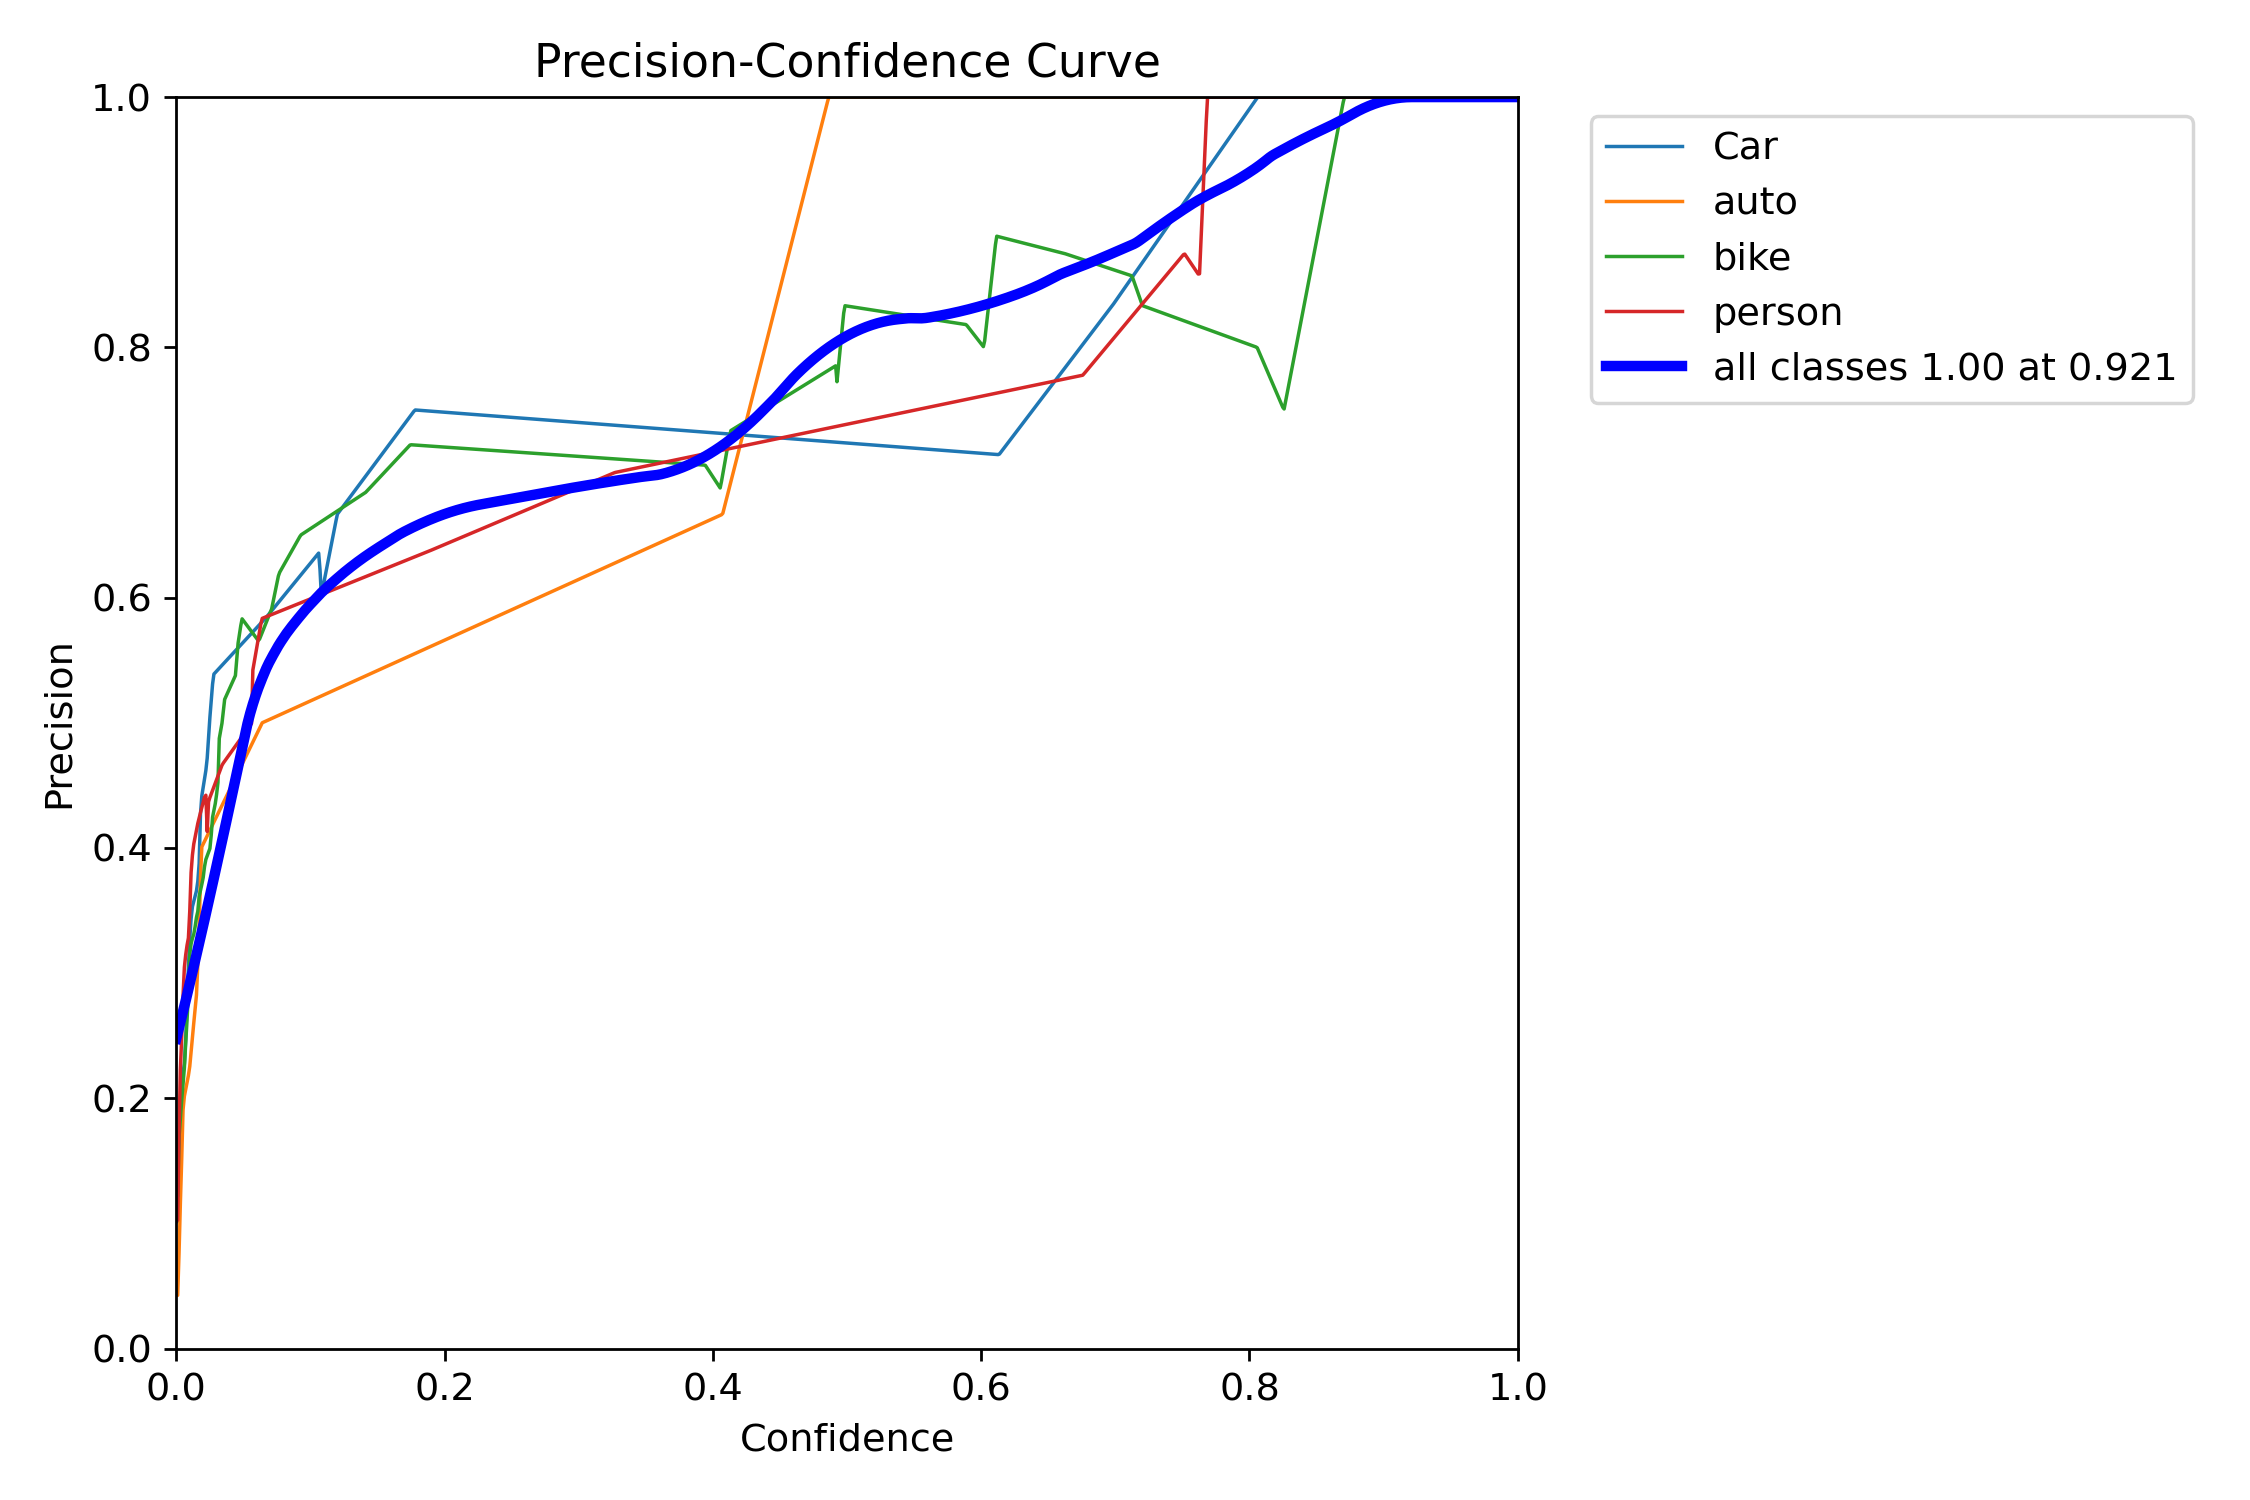 Precision-Confidence Curve
1.0
0.8
0.6
0.4
0.2
0.0
Precision
0.0 0.2 0.4 0.6 0.8 1.0
Confidence
Car
auto
bike
person
all classes 1.00 at 0.921